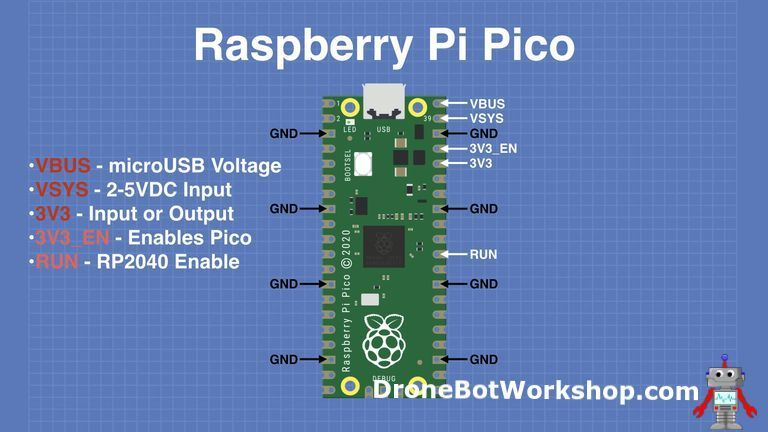 Raspberry Pi Pico
•VBUS - microUSB Voltage
•VSYS - 2-5VDC Input
•3V3 - Input or Output
•3V3_EN - Enables Pico
•RUN - RP2040 Enable
GND
GND
GND
GND
1
2
LED
USB
39
BOOTSEL
Raspberry Pi Pico © 2020
DEBUG
VBUS
VSYS
GND
3V3_EN
3V3
GND
RUN
GND
GND
DroneBotWorkshop.com